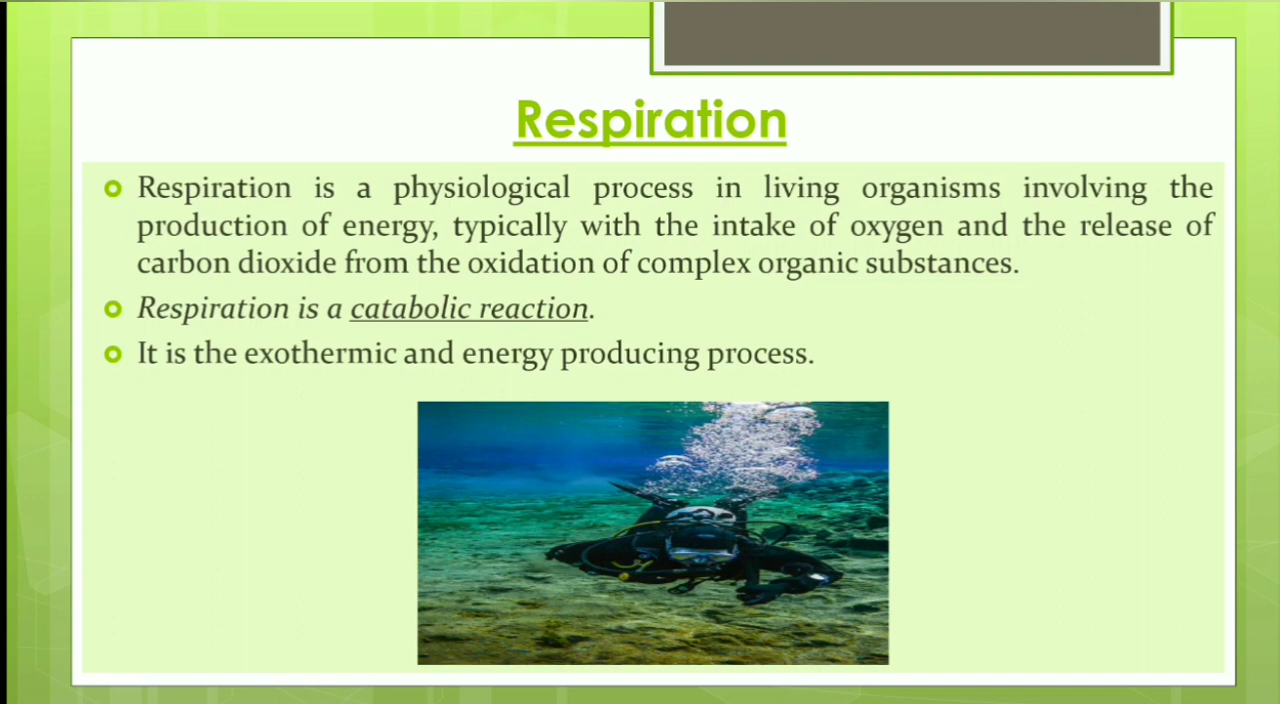 Respiration
Respiration is a physiological process in living organisms involving the
production of energy, typically with the intake of oxygen and the release of
carbon dioxide from the oxidation of complex organic substances.
Respiration is a catabolic reaction.
It is the exothermic and energy producing process.